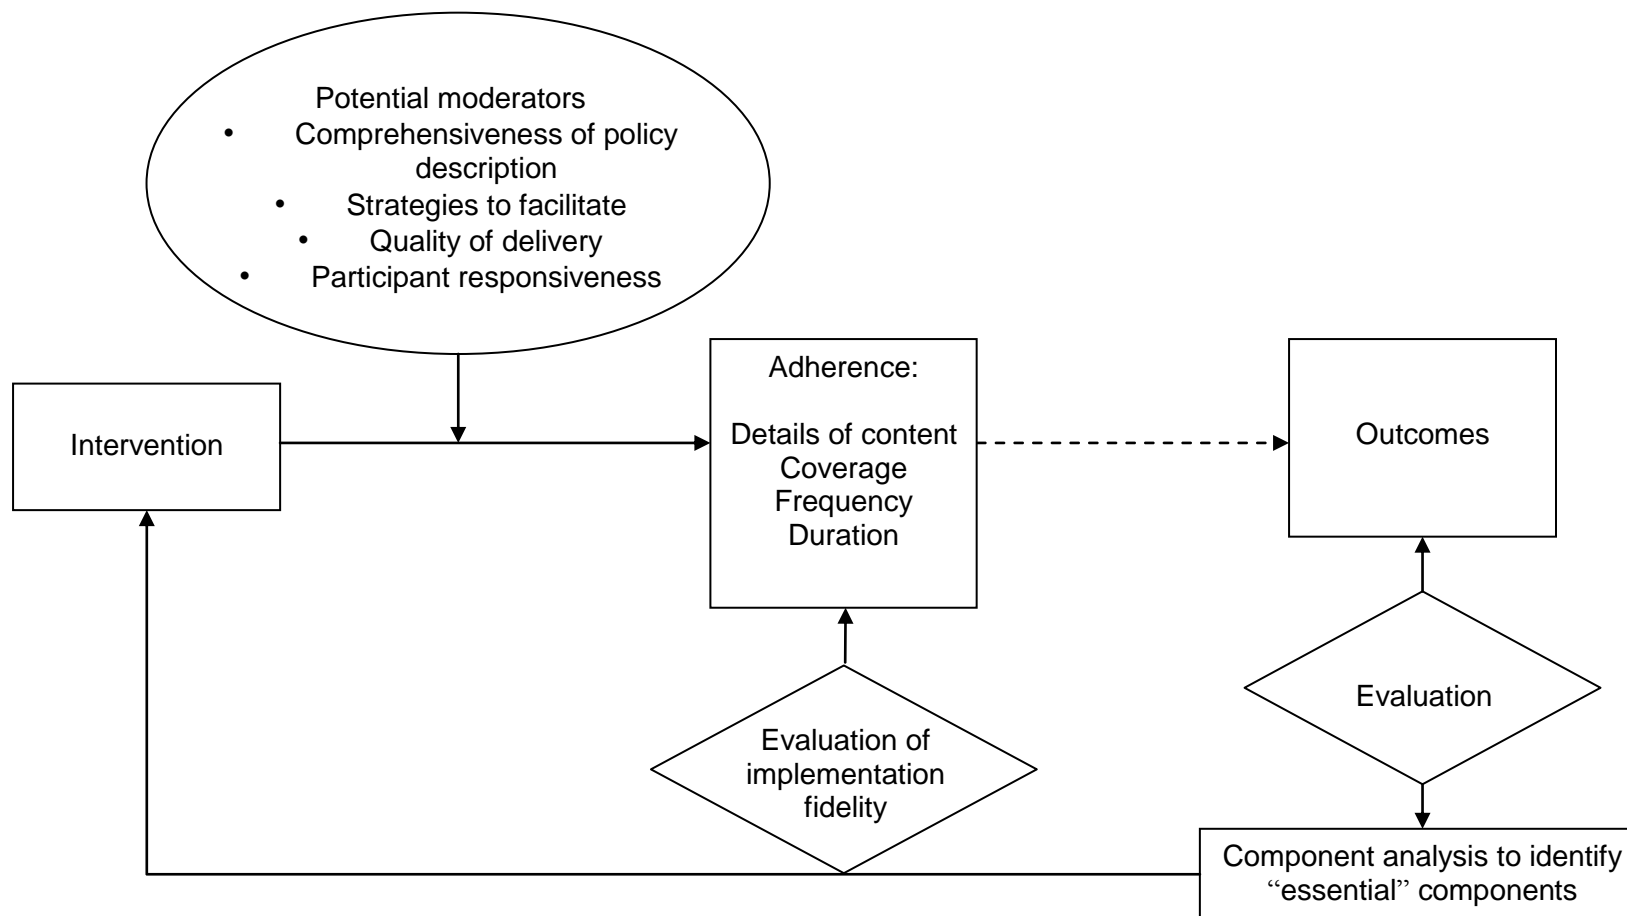 Potential moderators
• Comprehensiveness of policy
description
• Strategies to facilitate
• Quality of delivery
• Participant responsiveness
Intervention
Adherence:
Details of content
Coverage
Frequency
Duration
Outcomes
Evaluation of
implementation
fidelity
Evaluation
Component analysis to identify
“essential” components